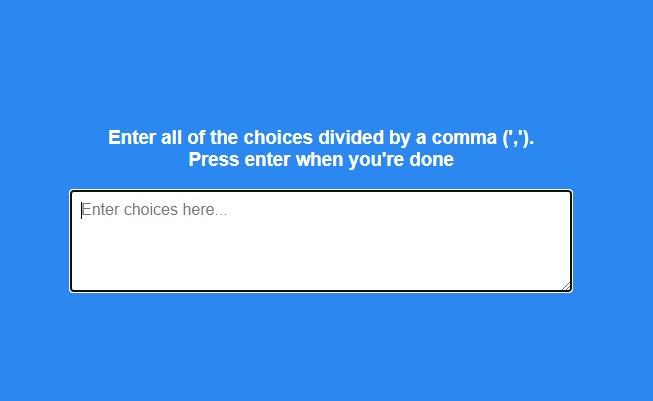 Enter all of the choices divided by a comma (',').
Press enter when you're done
Enter choices here...